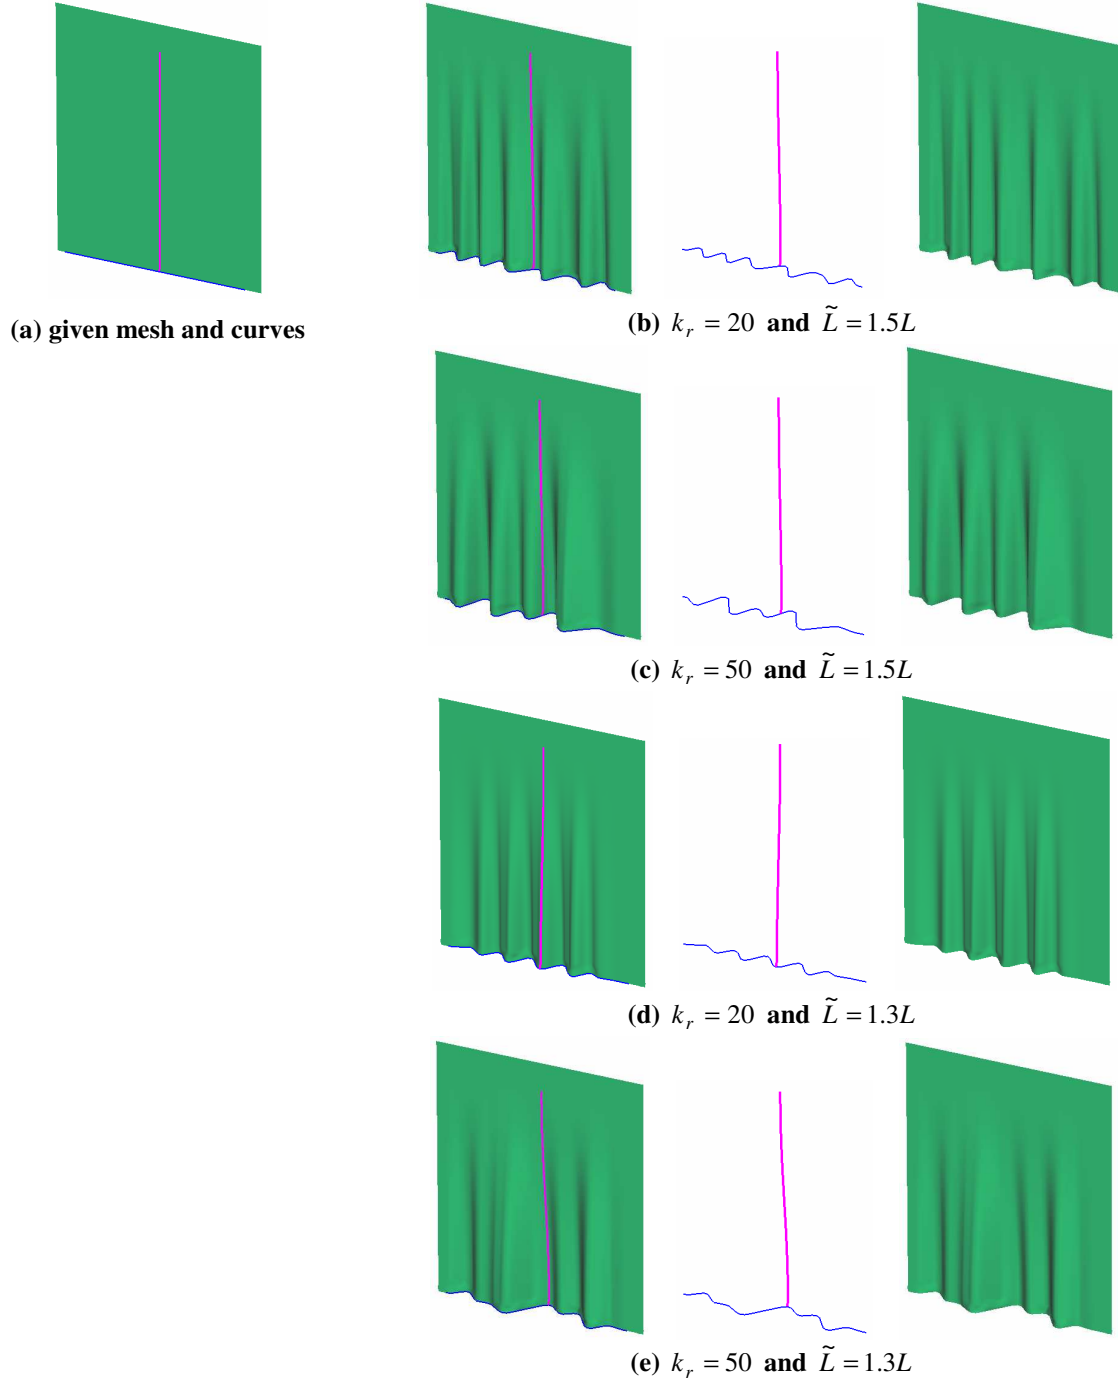 (a) given mesh and curves
(b) k_r = 20 and L̃ = 1.5L
(c) k_r = 50 and L̃ = 1.5L
(d) k_r = 20 and L̃ = 1.3L
(e) k_r = 50 and L̃ = 1.3L